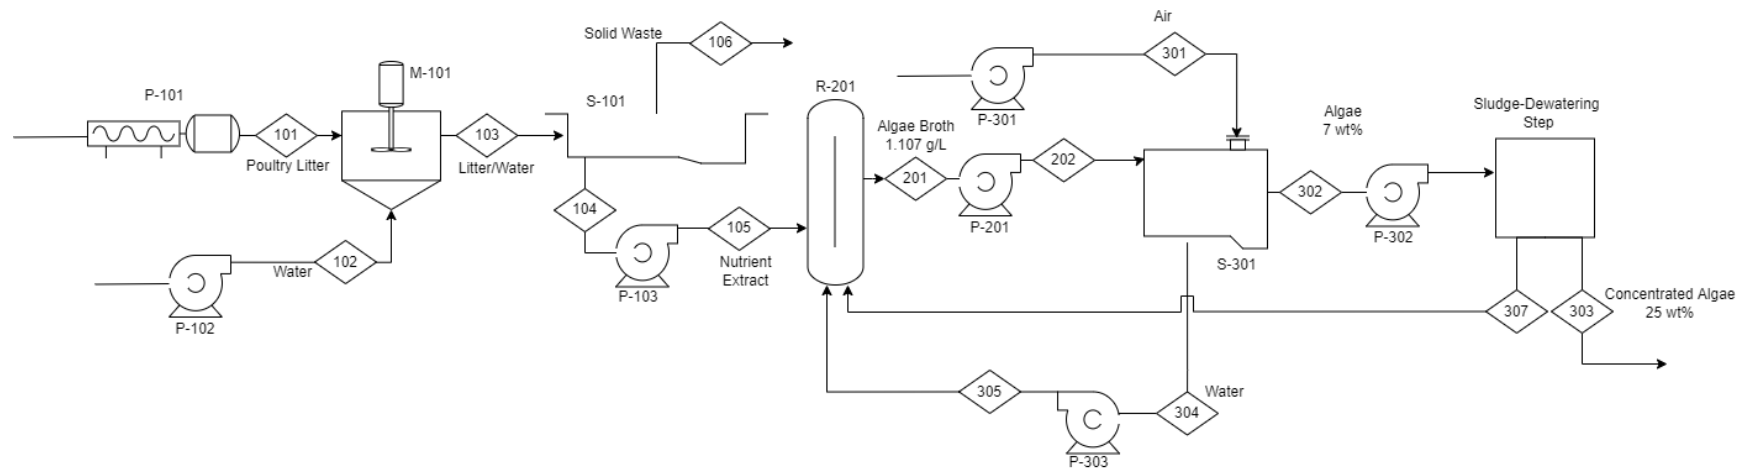 Air
Solid Waste
106
301
M-101
P-101
R-201
S-101
Sludge-Dewatering
Step
Algae
7 wt%
P-301
Algae Broth
1.107 g/L
101
103
202
Poultry Litter
Litter/Water
201
302
104
105
P-201
P-302
102
Water
Nutrient
Extract
S-301
P-103
P-102
307
303
Concentrated Algae
25 wt%
305
Water
304
P-303